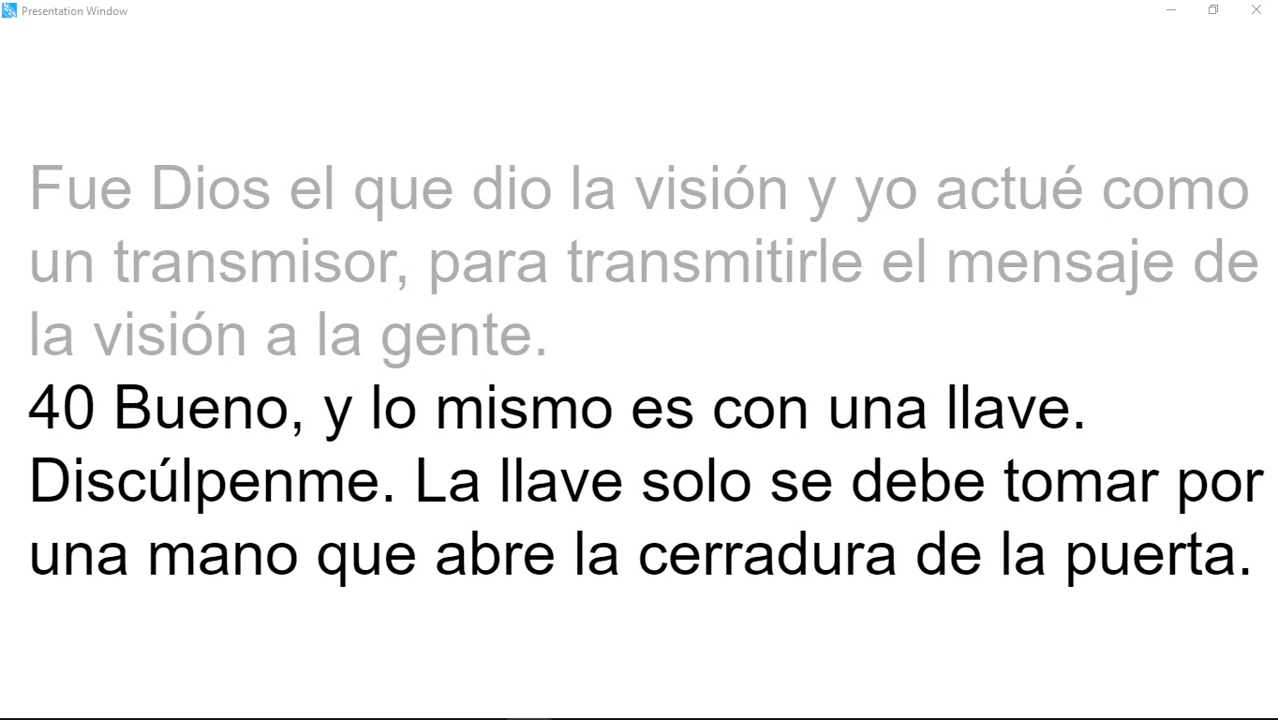 Presentation Window
Fue Dios el que dio la visión y yo actué como
un transmisor, para transmitirle el mensaje de
la visión a la gente.
40 Bueno, y lo mismo es con una llave.
Discúlpenme. La llave solo se debe tomar por
una mano que abre la cerradura de la puerta.